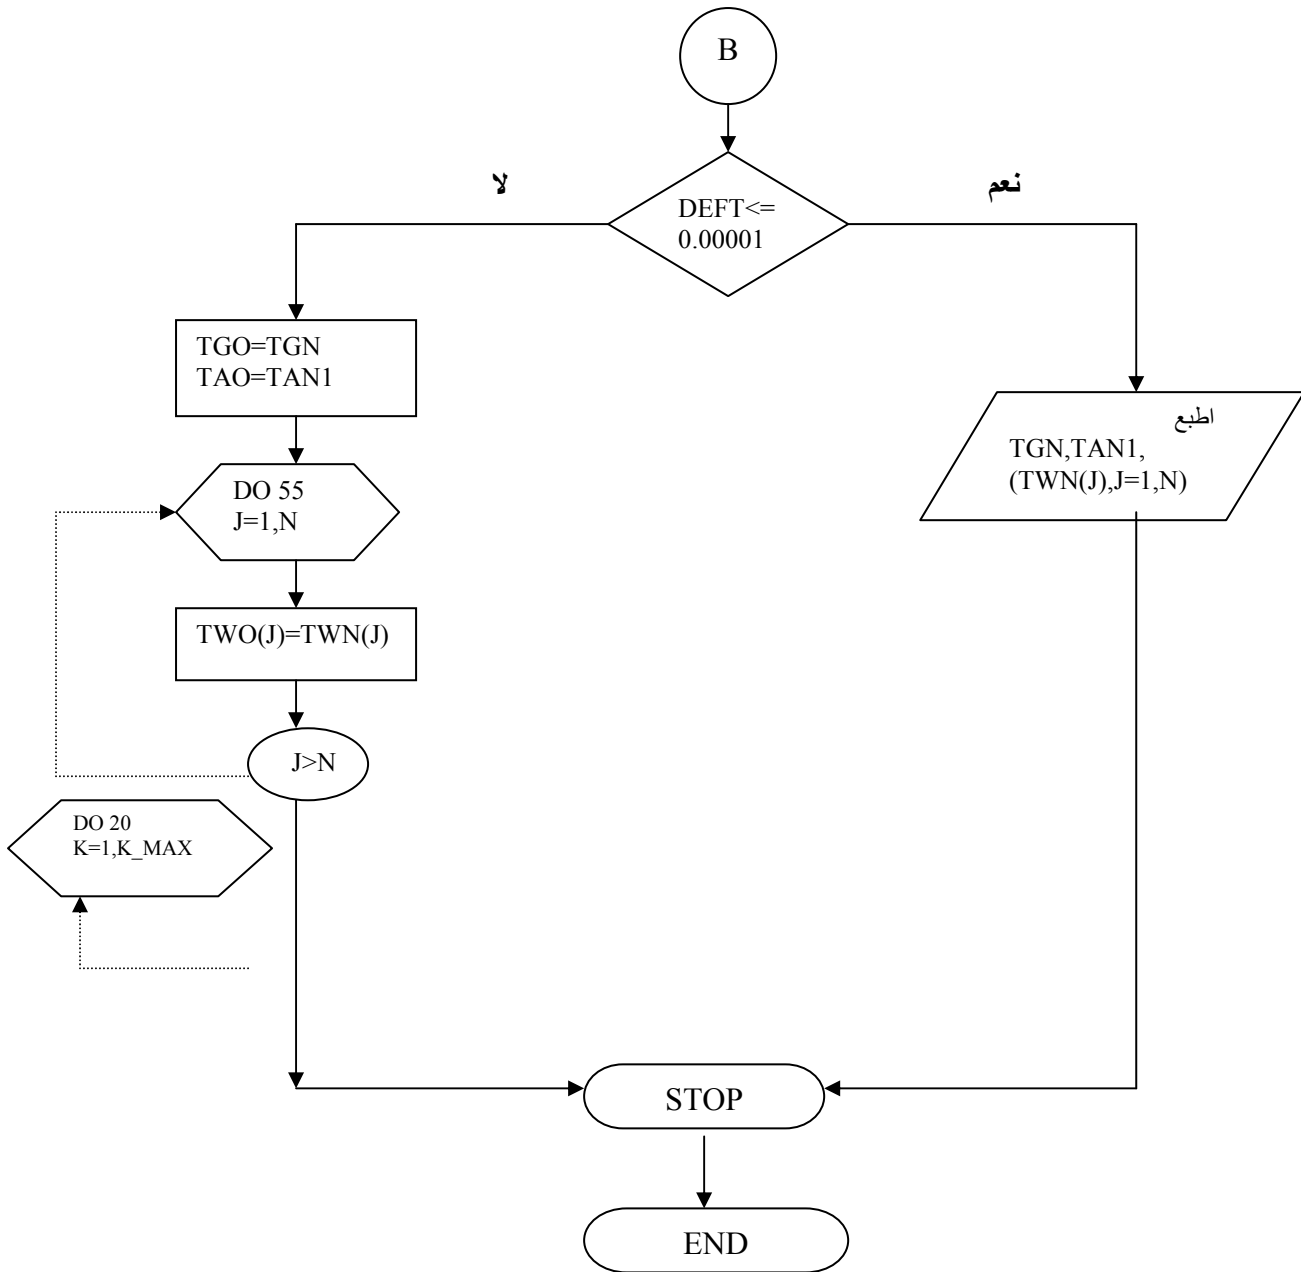 B
لا
نعم
DEFT<=
0.00001
TGO=TGN
TAO=TAN1
اطبع
TGN,TAN1,
(TWN(J),J=1,N)
DO 55
J=1,N
TWO(J)=TWN(J)
J>N
DO 20
K=1,K_MAX
STOP
END